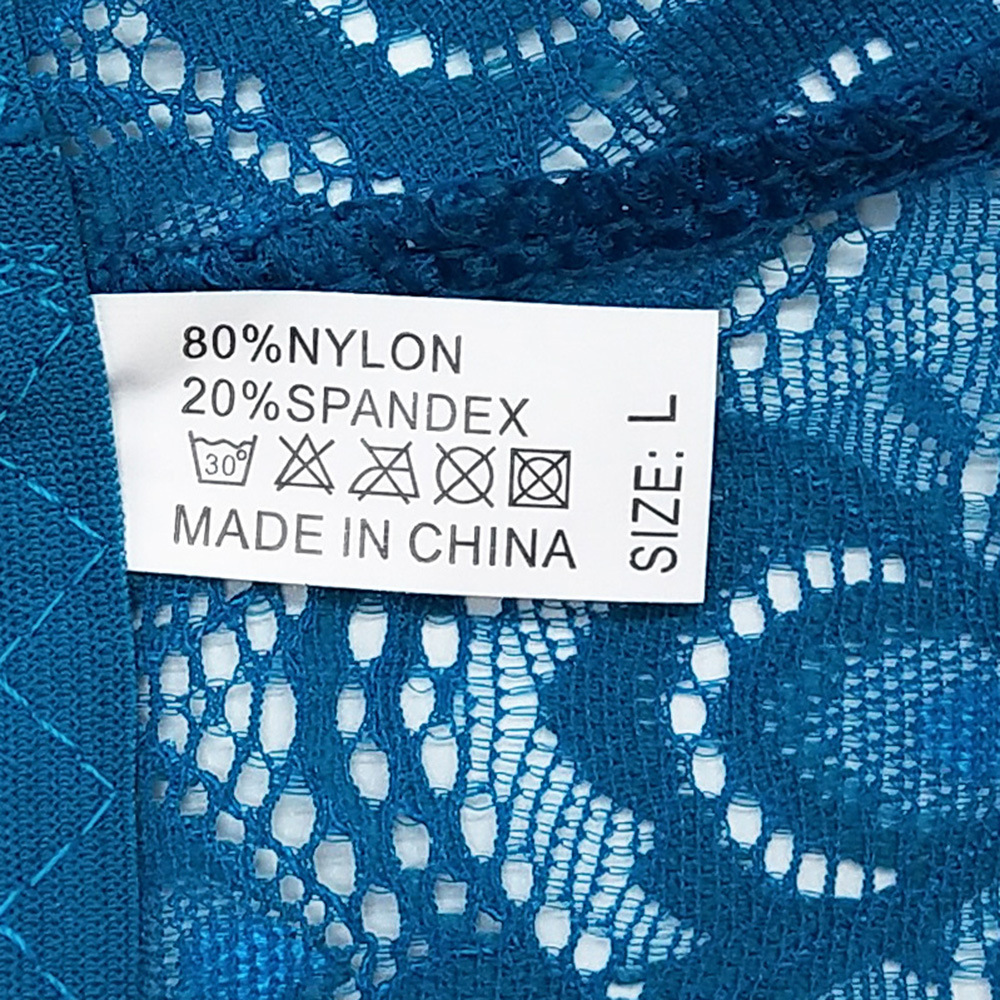 80%NYLON
20%SPANDEX
30°
MADE IN CHINA
SIZE: L